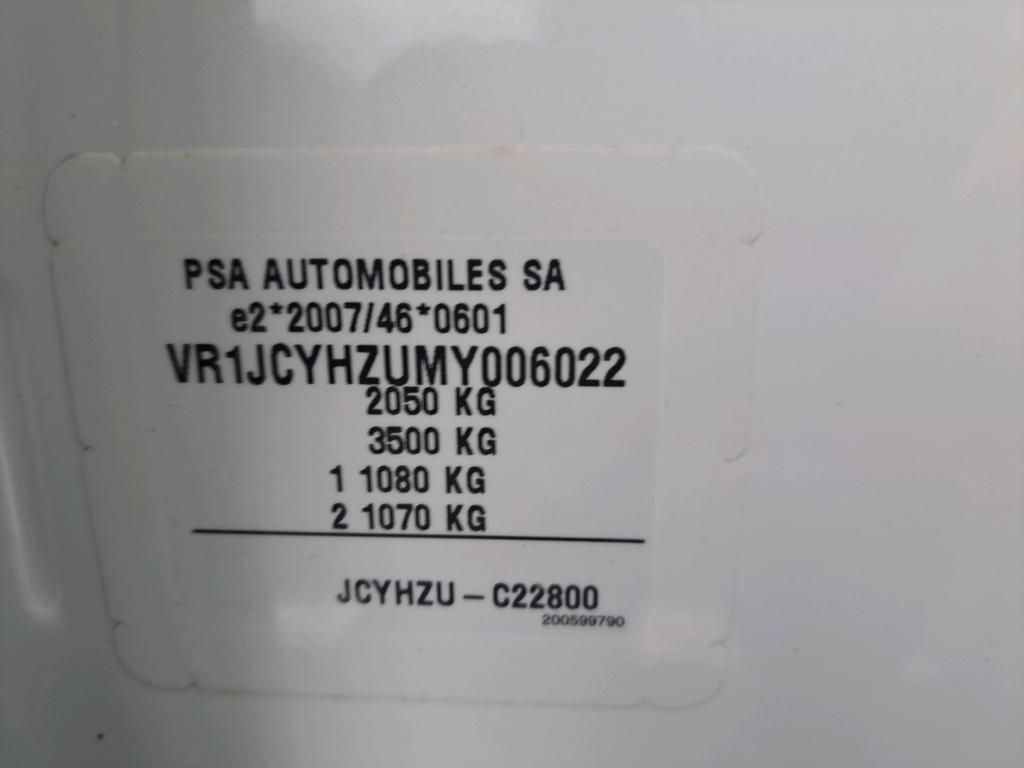 PSA AUTOMOBILES SA
e2*2007/46*0601
VR1JCYHZUMY006022
2050 KG
3500 KG
1 1080 KG
2 1070 KG
JCYHZU – C22800
200599790